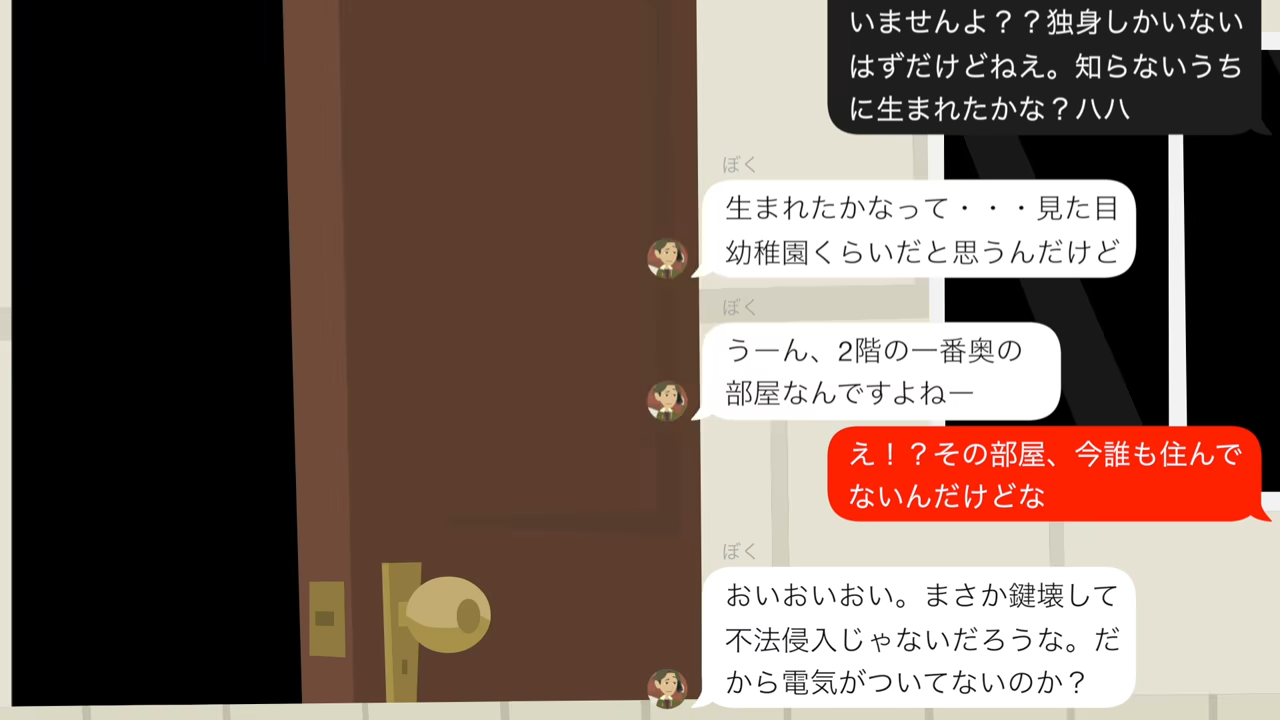 いませんよ？？独身しかいない
はずだけどねえ。知らないうち
に生まれたかな？ハハ
ぼく
生まれたかなって・・・見た目
幼稚園くらいだと思うんだけど
ぼく
うーん、2階の一番奥の
部屋なんですよねー
え！？その部屋、今誰も住んで
ないんだけどな
ぼく
おいおいおい。まさか鍵壊して
不法侵入じゃないだろうな。だ
から電気がついてないのか？